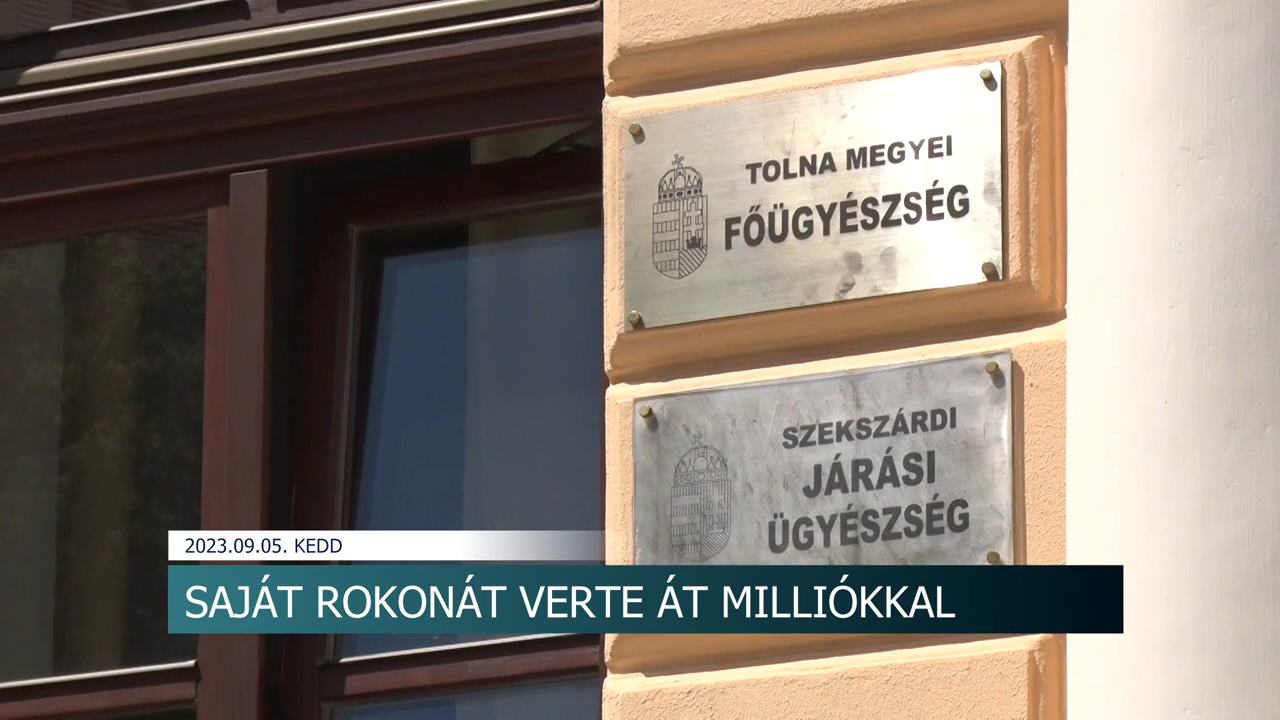 TOLNA MEGYEI
FŐÜGYÉSZSÉG
SZEKSZÁRDI
JÁRÁSI
ÜGYÉSZSÉG
2023.09.05. KEDD
SAJÁT ROKONÁT VERTE ÁT MILLIÓKKAL